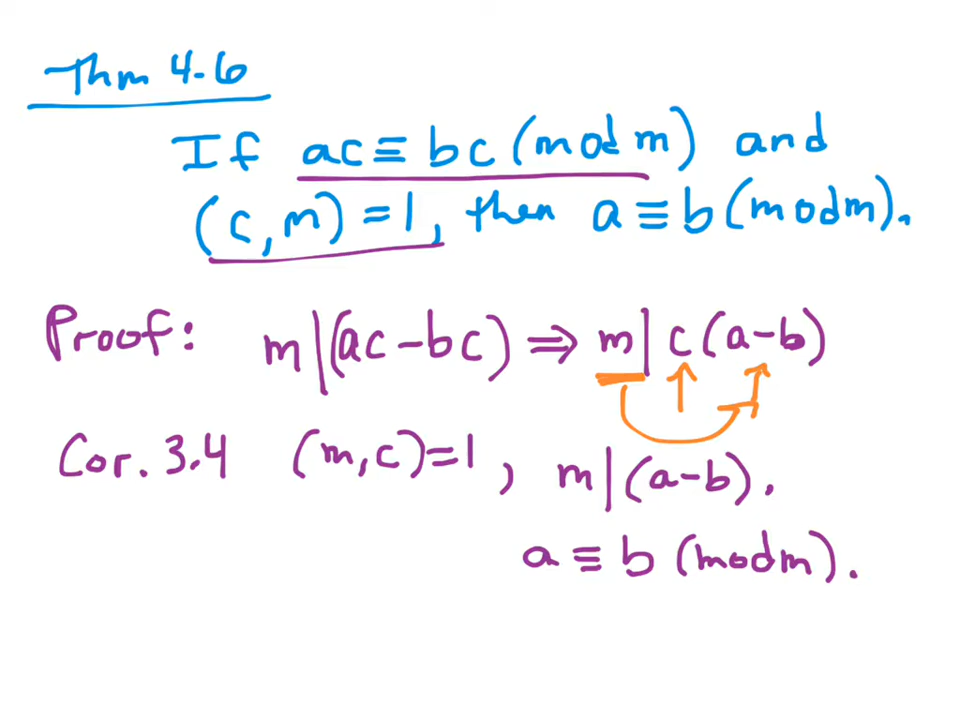 Thm 4-6
If ac ≡ bc (mod m) and
(c, m) = 1, then a ≡ b (mod m).
Proof: m | (ac - bc) ⇒ m | c (a - b)
Cor. 3.4 (m, c) = 1, m | (a - b).
a ≡ b (mod m).